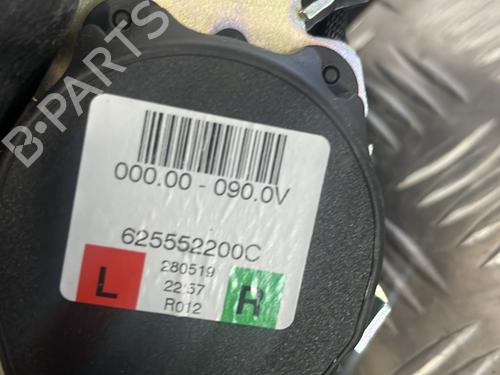 B-PARTS
000.00 - 090.0V
625552200C
280519
L
22:57
R
R012